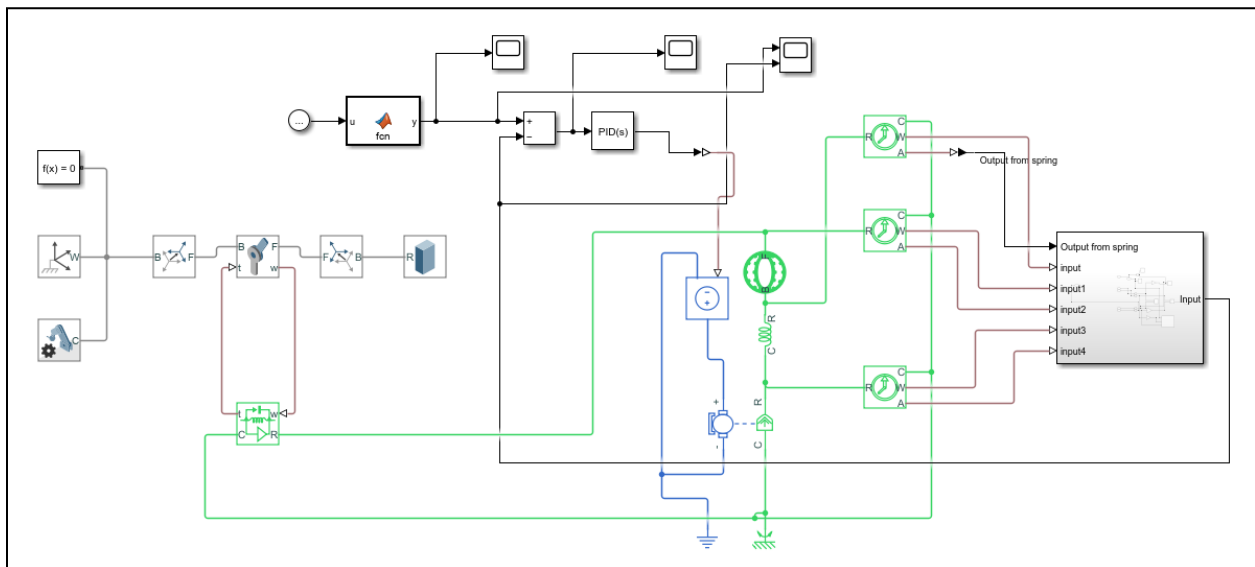 ...
u
fcn
y
+
−
PID(s)
f(x) = 0
W
C
B
F
B
F
t
w
F
B
R
t
w
C
R
−
+
+
-
R
C
R
C
R
C
W
A
R
C
W
A
R
C
W
A
Output from spring
Output from spring
input
input1
input2
input3
input4
Input